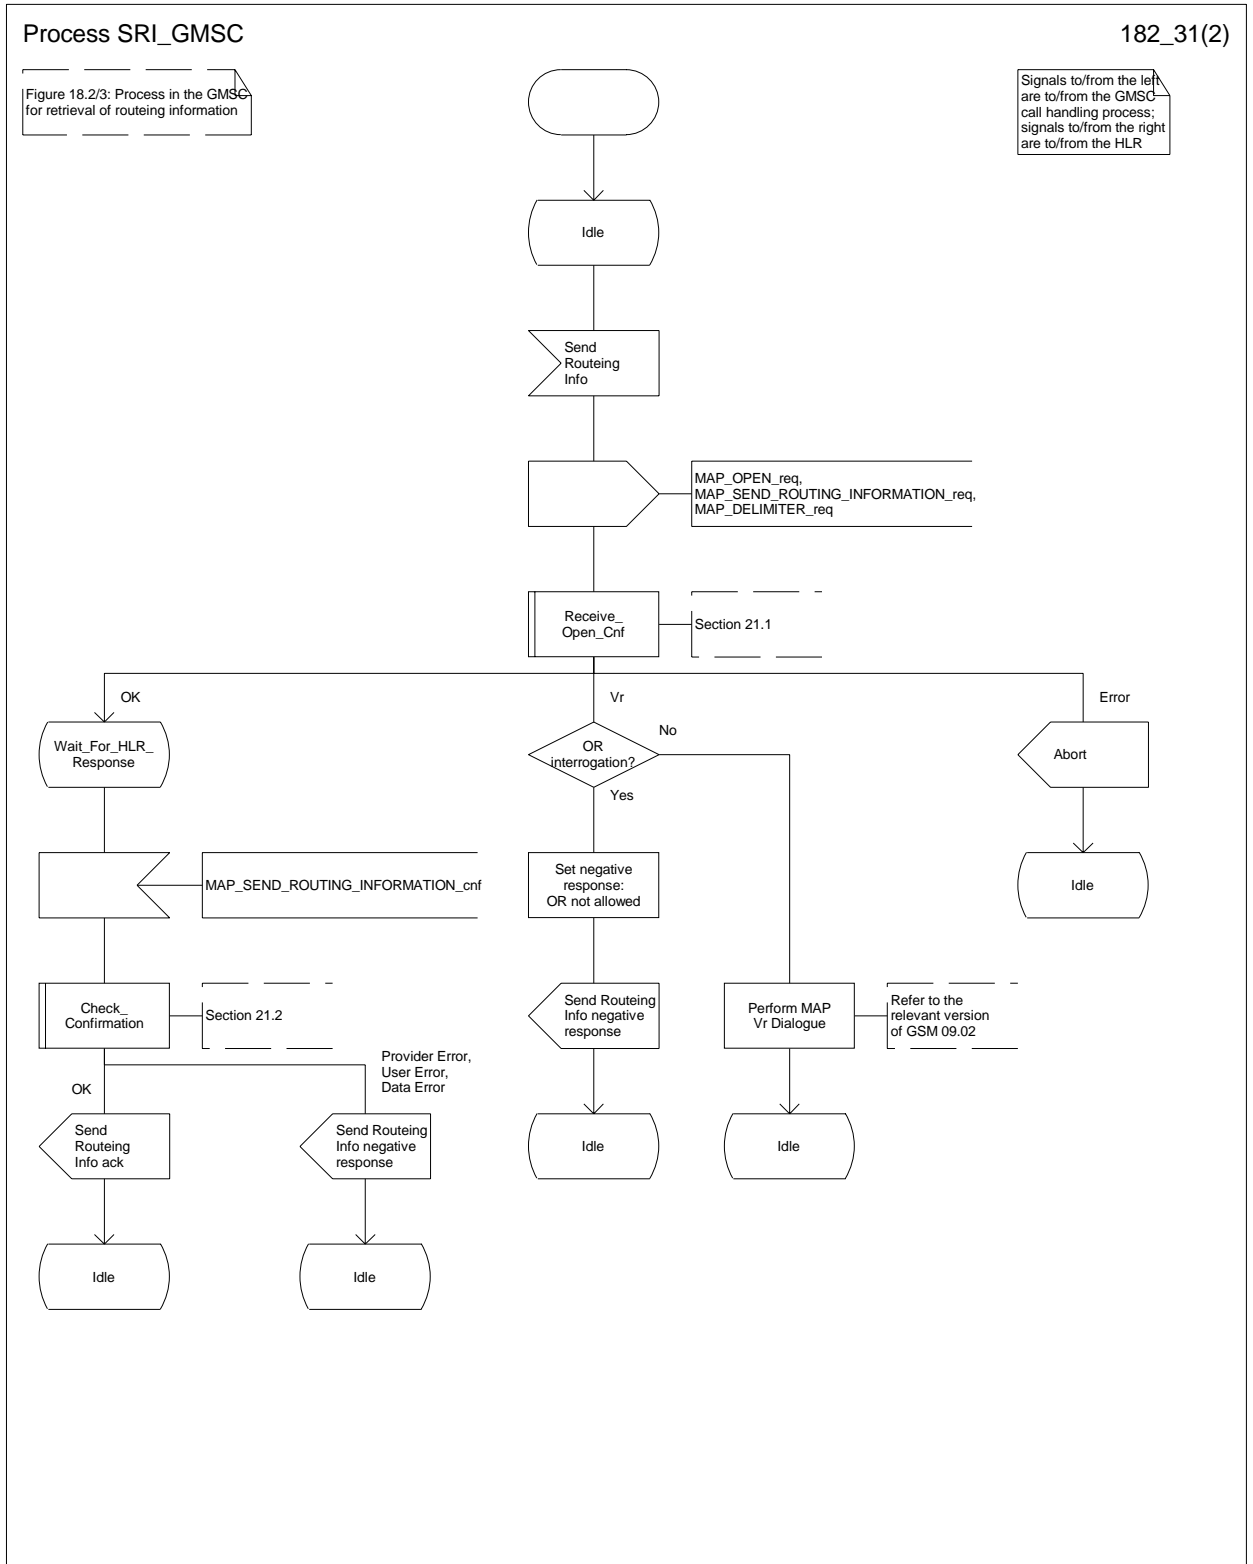 Process SRI_GMSC
182_31(2)
Figure 18.2/3: Process in the GMSC
for retrieval of routeing information
Signals to/from the left
are to/from the GMSC
call handling process;
signals to/from the right
are to/from the HLR
Idle
Send
Routeing
Info
MAP_OPEN_req,
MAP_SEND_ROUTING_INFORMATION_req,
MAP_DELIMITER_req
Receive_
Open_Cnf
Section 21.1
OK
Vr
Error
Wait_For_HLR_
Response
OR
interrogation?
No
Yes
Abort
MAP_SEND_ROUTING_INFORMATION_cnf
Set negative
response:
OR not allowed
Idle
Check_
Confirmation
Section 21.2
Send Routeing
Info negative
response
Perform MAP
Vr Dialogue
Refer to the
relevant version
of GSM 09.02
OK
Provider Error,
User Error,
Data Error
Send
Routeing
Info ack
Send Routeing
Info negative
response
Idle
Idle
Idle
Idle